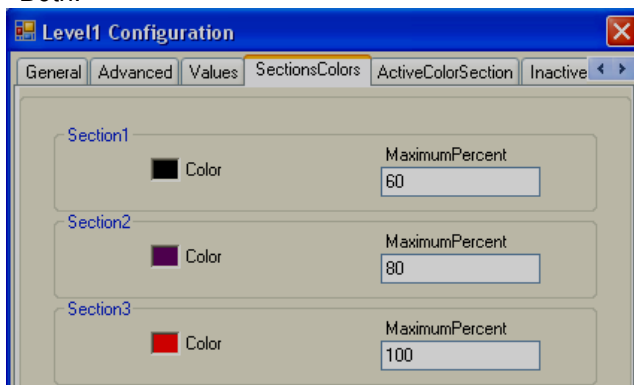 Level1 Configuration
General Advanced Values SectionsColors ActiveColorSection Inactive
Section1
MaximumPercent
Color
60
Section2
MaximumPercent
Color
80
Section3
MaximumPercent
Color
100